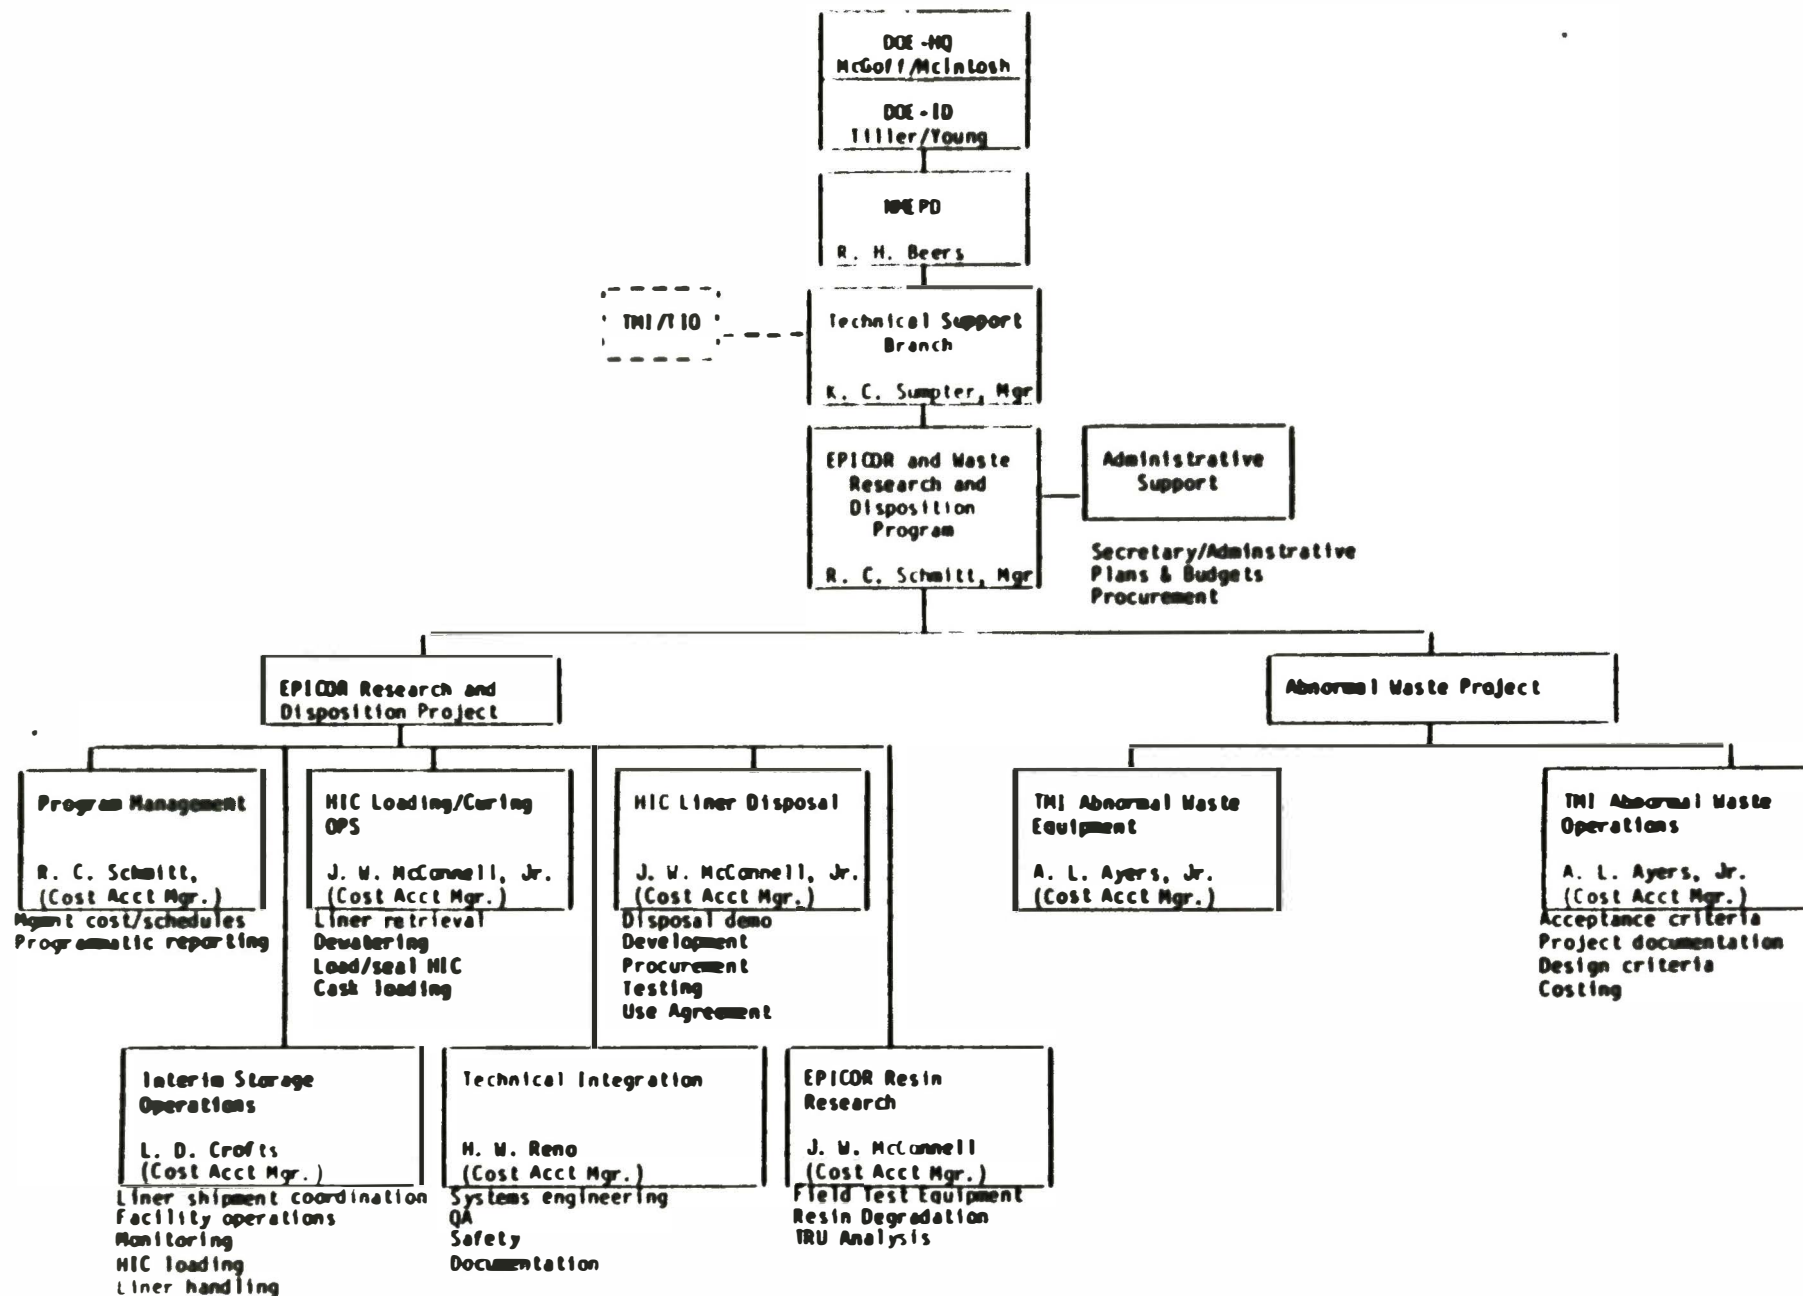 DOE-HQ
McGoff/McIntosh
DOE-ID
Tiller/Young
R. H. Beers
TMI/TIO
Technical Support
Branch
K. C. Sumpter, Mgr
EPICOR and Waste
Research and
Disposition
Program
R. C. Schmitt, Mgr
Administrative
Support
Secretary/Adminstrative
Plans & Budgets
Procurement
EPICOR Research and
Disposition Project
Abnormal Waste Project
Program Management
R. C. Schmitt,
(Cost Acct Mgr.)
Mgmnt cost/schedules
Programmatic reporting
HIC Loading/Curing
OPS
J. W. McConnell, Jr.
(Cost Acct Mgr.)
Liner retrieval
Dewatering
Load/seal HIC
Cask loading
HIC Liner Disposal
J. W. McConnell, Jr.
(Cost Acct Mgr.)
Disposal demo
Development
Procurement
Testing
Use Agreement
TMI Abnormal Waste
Equipment
A. L. Ayers, Jr.
(Cost Acct Mgr.)
TMI Abnormal Waste
Operations
A. L. Ayers, Jr.
(Cost Acct Mgr.)
Acceptance criteria
Project documentation
Design criteria
Costing
Interim Storage
Operations
L. D. Crofts
(Cost Acct Mgr.)
Liner shipment coordination
Facility operations
Monitoring
HIC loading
Liner handling
Technical Integration
H. W. Reno
(Cost Acct Mgr.)
Systems engineering
QA
Safety
Documentation
EPICOR Resin
Research
J. W. McConnell
(Cost Acct Mgr.)
Field Test Equipment
Resin Degradation
TRU Analysis